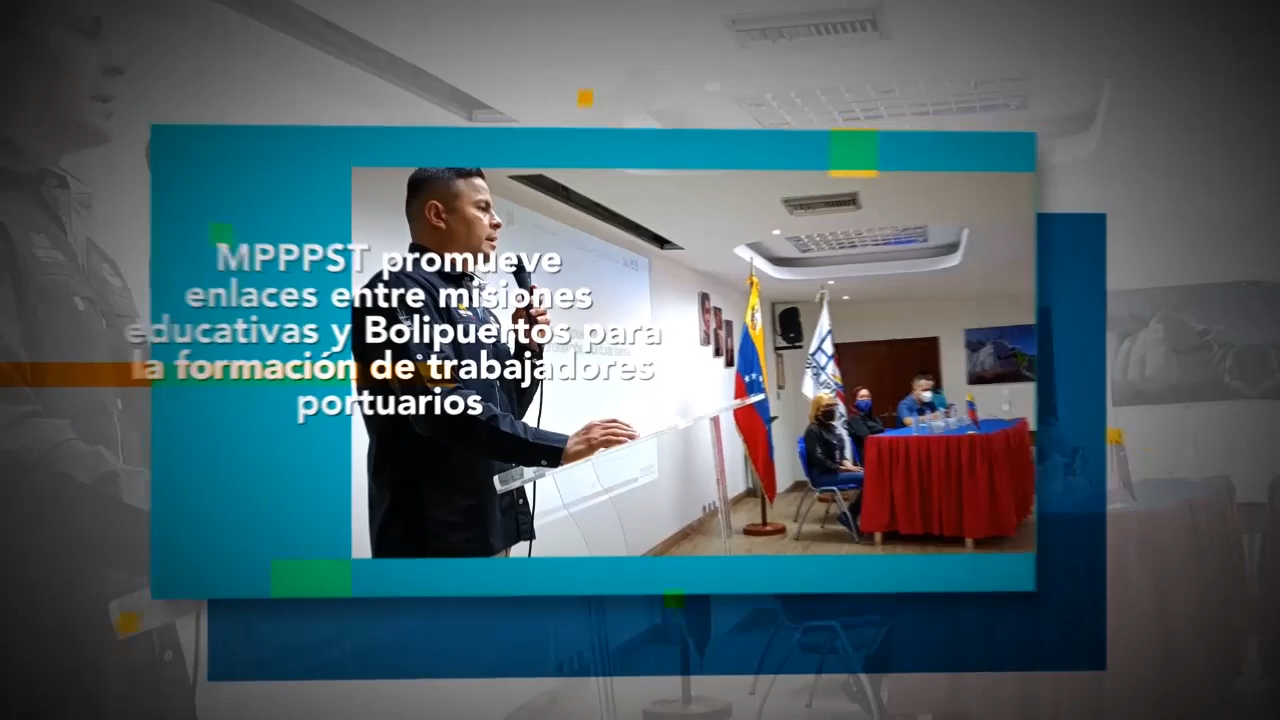 MPPPST promueve
enlaces entre misiones
educativas y Bolipuertos para
la formación de trabajadores
portuarios